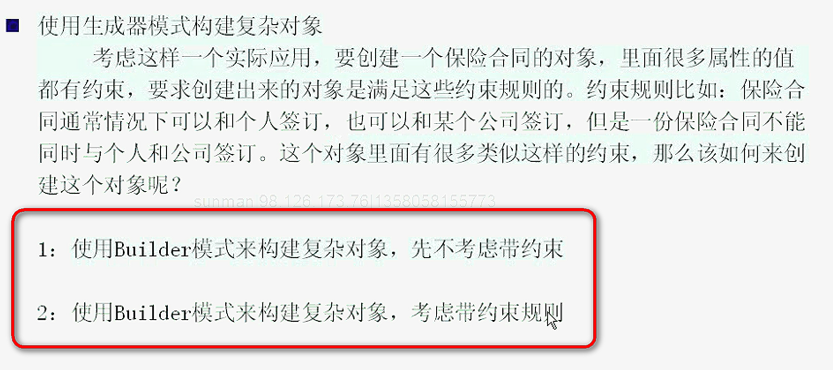 使用生成器模式构建复杂对象
考虑这样一个实际应用，要创建一个保险合同的对象，里面很多属性的值
都有约束，要求创建出来的对象是满足这些约束规则的。约束规则比如：保险合
同通常情况下可以和个人签订，也可以和某个公司签订，但是一份保险合同不能
同时与个人和公司签订。这个对象里面有很多类似这样的约束，那么该如何来创
建这个对象呢？
sunman 98.126.173.76|1358058155773
1：使用Builder模式来构建复杂对象，先不考虑带约束
2：使用Builder模式来构建复杂对象，考虑带约束规则